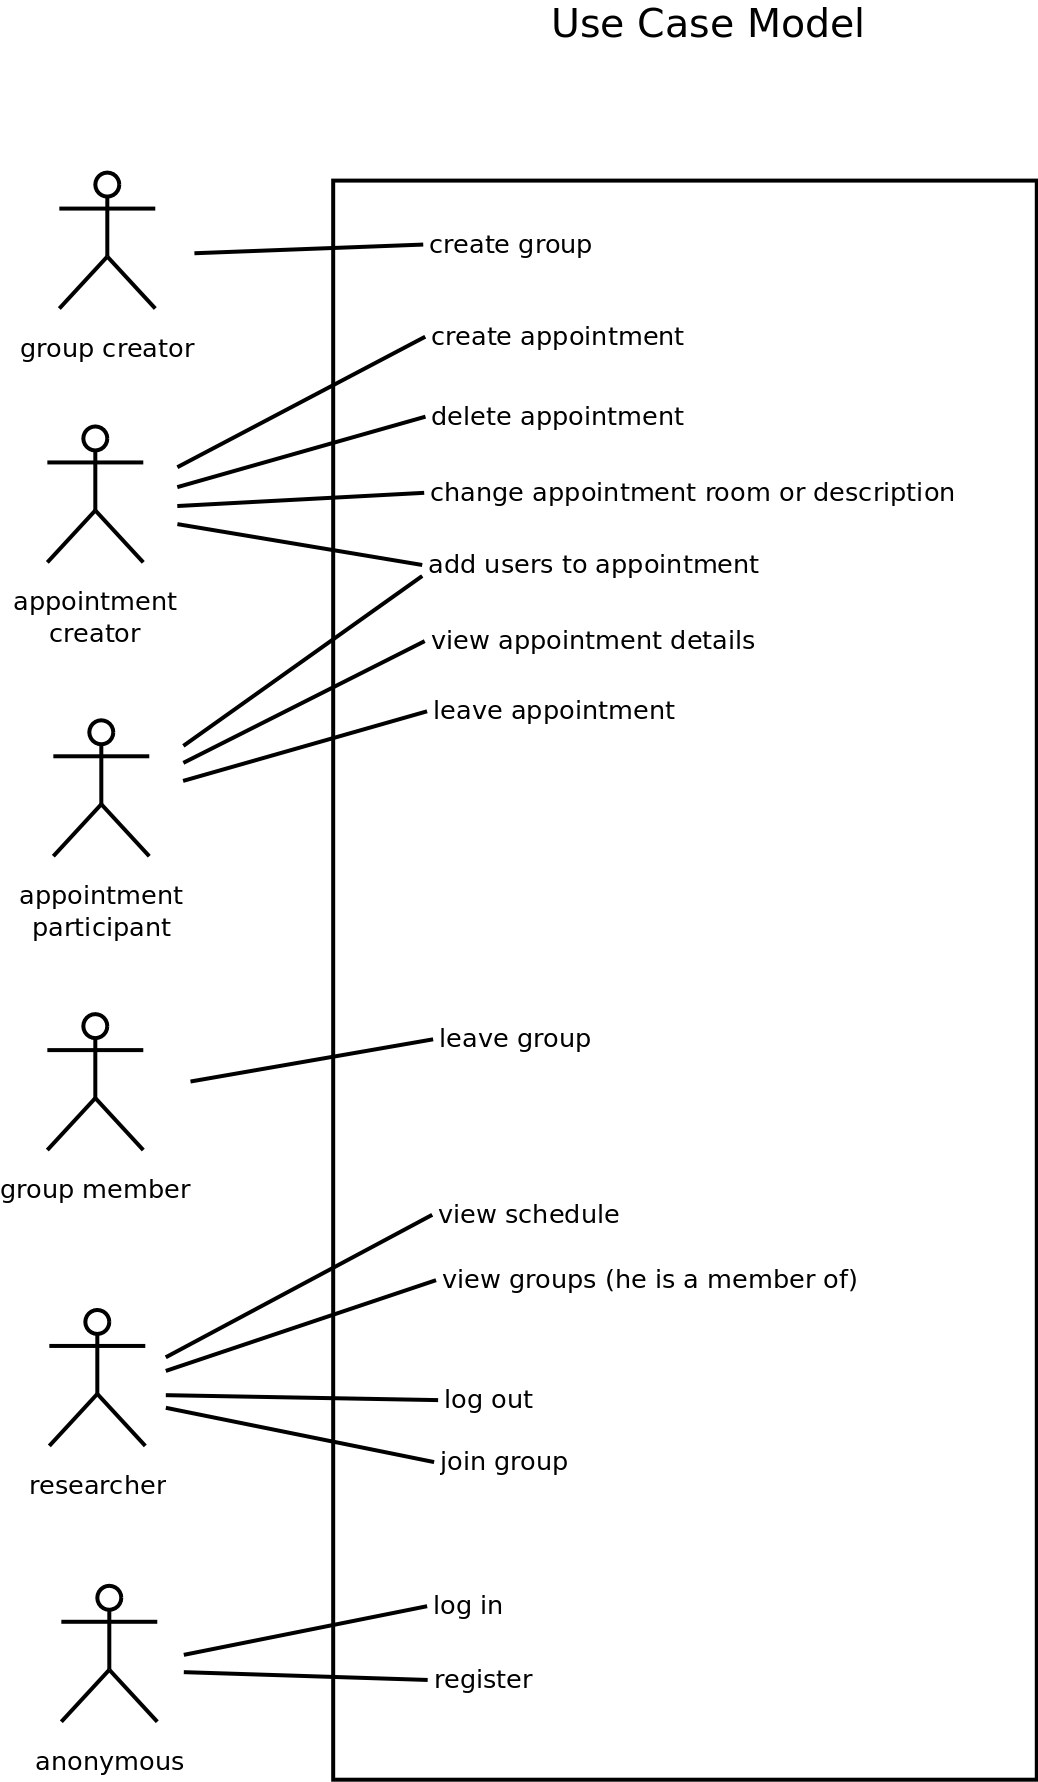 Use Case Model
create group
group creator
create appointment
delete appointment
change appointment room or description
add users to appointment
appointment
creator
view appointment details
leave appointment
appointment
participant
leave group
group member
view schedule
view groups (he is a member of)
log out
join group
researcher
log in
register
anonymous